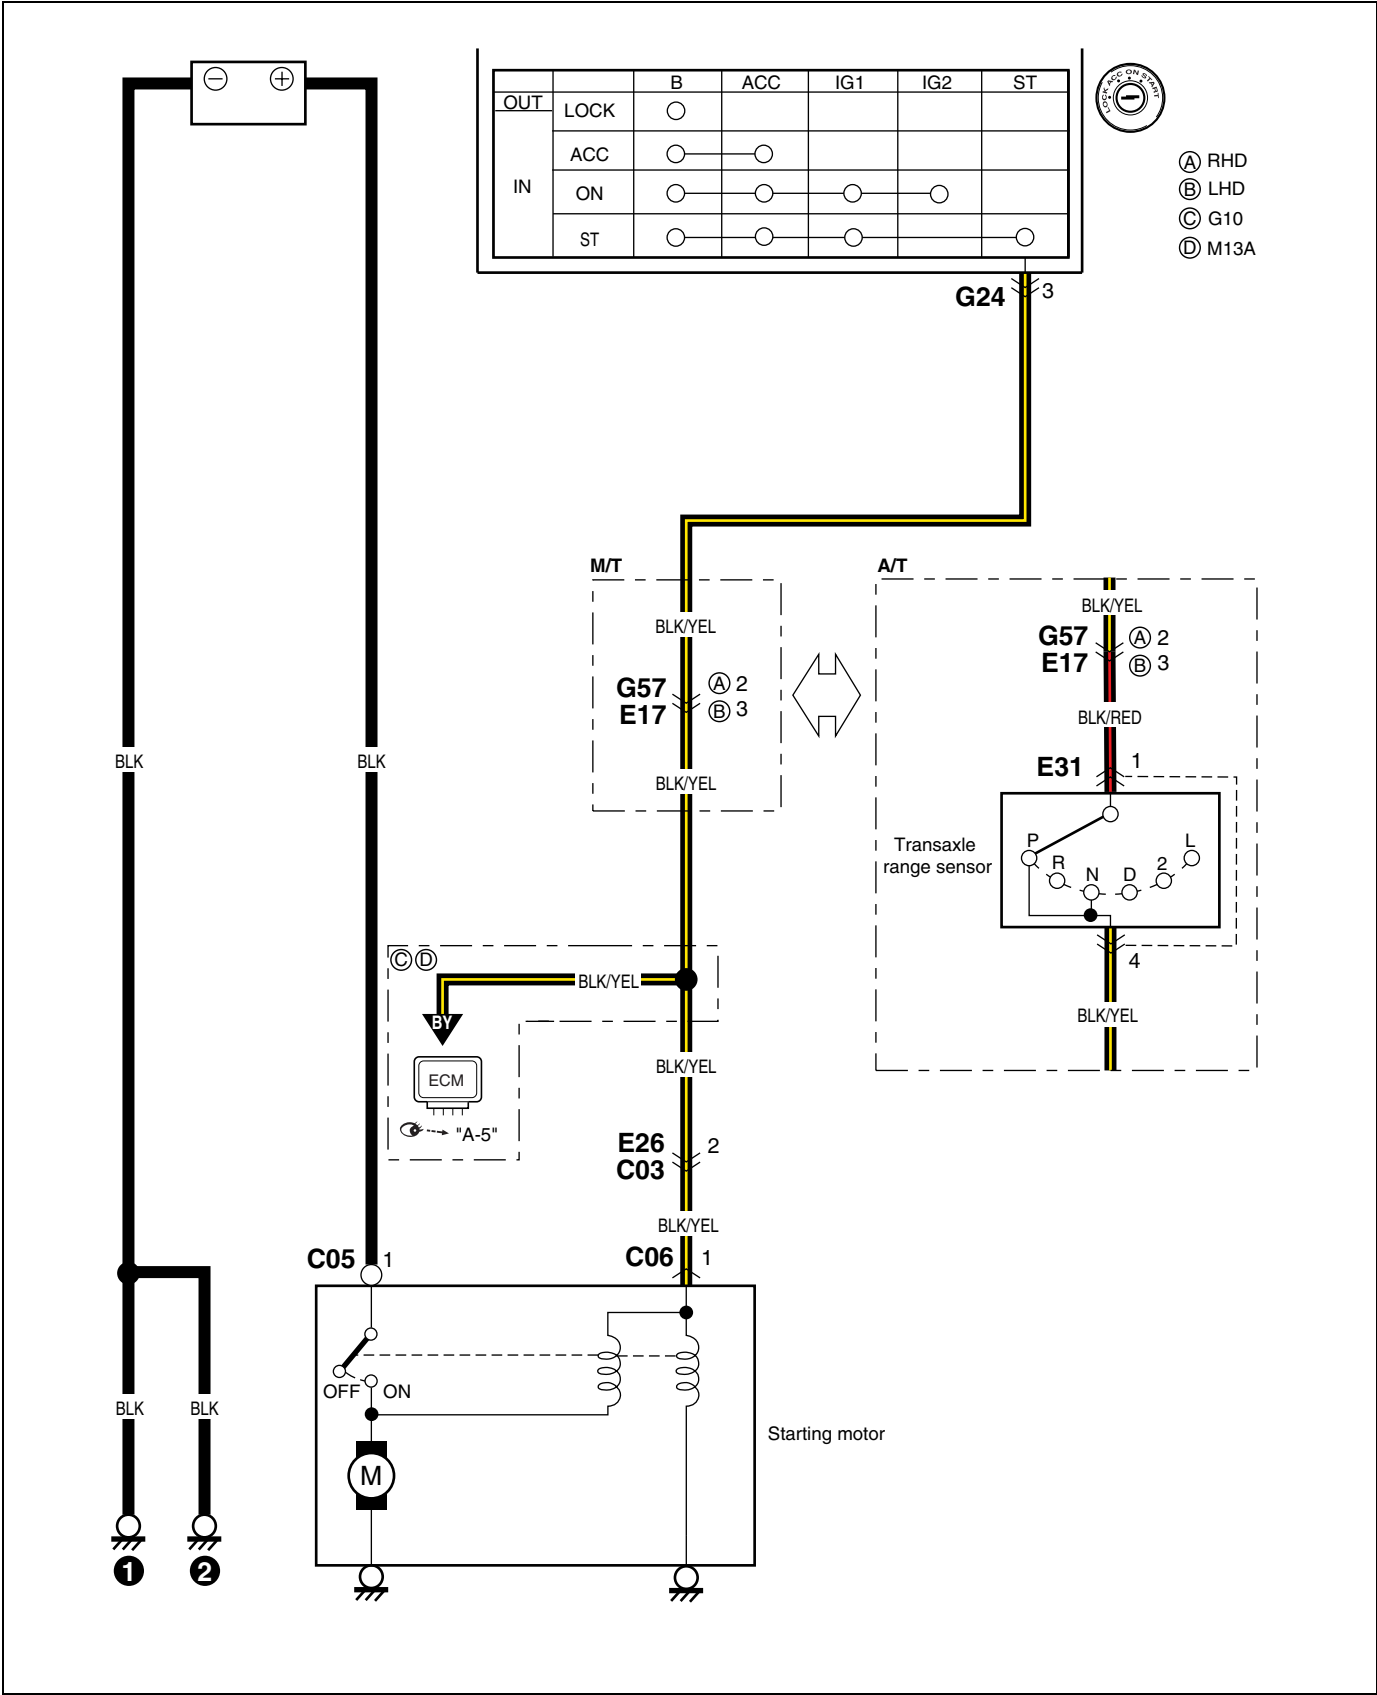 − +
B ACC IG1 IG2 ST
OUT
LOCK
ACC
IN
ON
ST
LOCK ACC ON START
A RHD
B LHD
C G10
D M13A
G24 3
M/T
BLK/YEL
G57
E17
A 2
B 3
BLK/YEL
A/T
BLK/YEL
G57
E17
A 2
B 3
BLK/RED
E31 1
Transaxle
range sensor
P
R
N
D
2
L
4
BLK/YEL
BLK
BLK
C D
BLK/YEL
BY
ECM
"A-5"
BLK/YEL
E26
C03
2
BLK/YEL
C05 1
C06 1
OFF ON
M
Starting motor
BLK
BLK
1
2